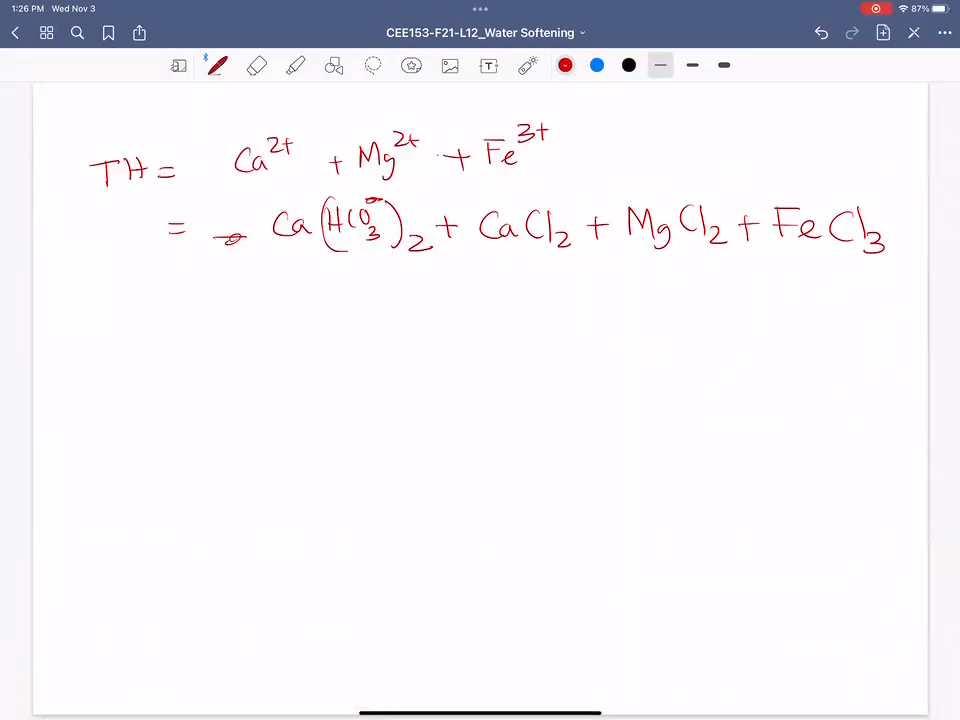 1:26 PM Wed Nov 3 87%
CEE153-F21-L12_Water Softening
TH = Ca²⁺ + Mg²⁺ + Fe³⁺
= Ca(HCO₃⁻)₂ + CaCl₂ + MgCl₂ + FeCl₃